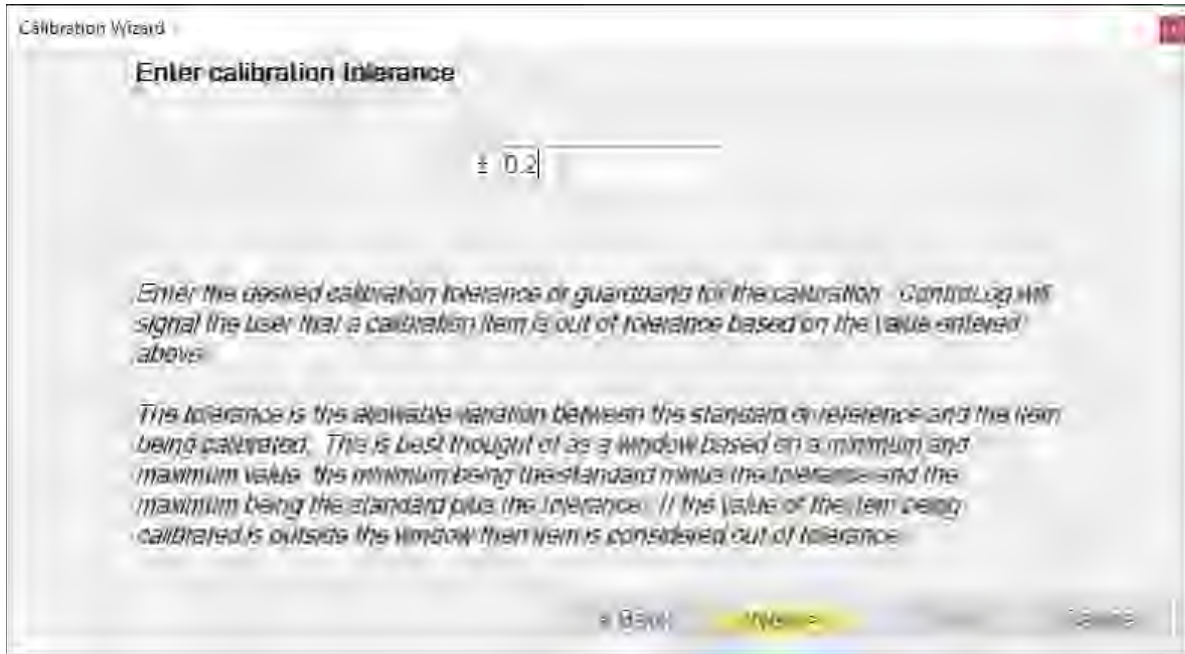 Calibration Wizard
Enter calibration tolerance
± 0.2
Enter the desired calibration tolerance or guardband for the calibration. ControLog will
signal the user that a calibration item is out of tolerance based on the value entered
above.
The tolerance is the allowable variation between the standard or reference and the item
being calibrated. This is best thought of as a window based on a minimum and
maximum value, the minimum being the standard minus the tolerance and the
maximum being the standard plus the tolerance. If the value of the item being
calibrated is outside the window then item is considered out of tolerance.
< Back Cancel